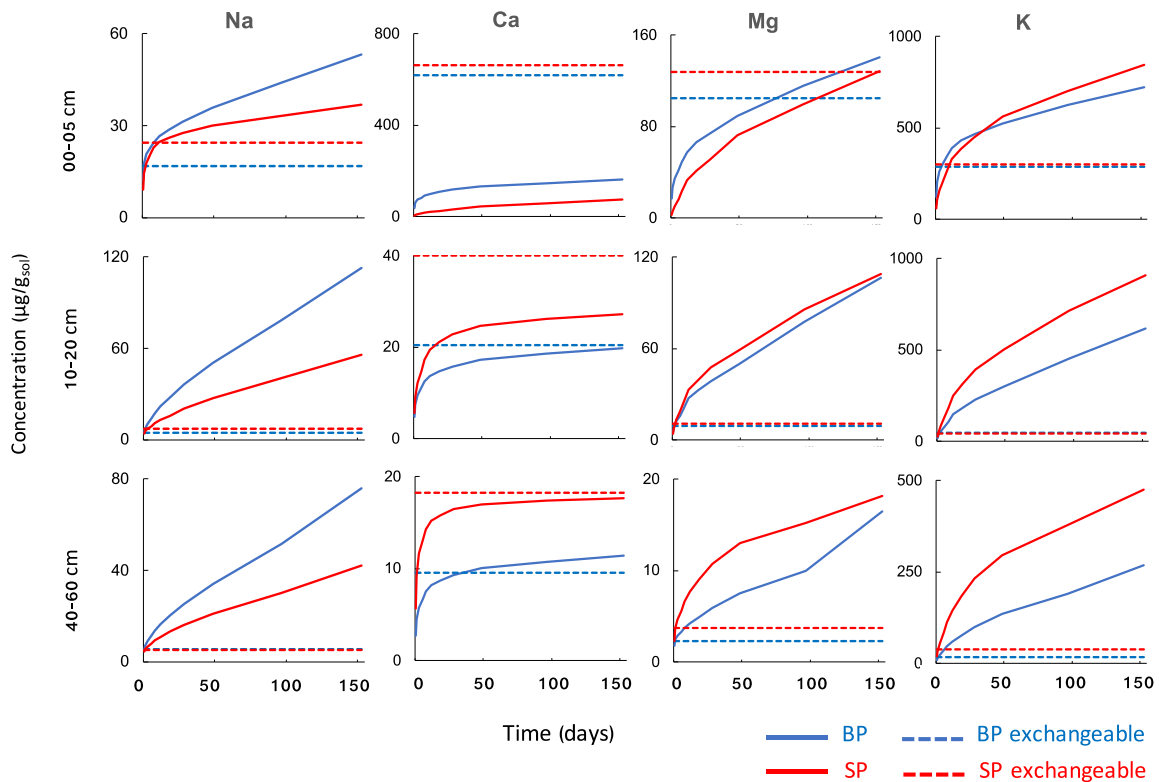 Na Ca Mg K
60 800 160 1000
30 400 80 500
0 0 0 0
00-05 cm
120 40 120 1000
60 20 60 500
0 0 0 0
10-20 cm
80 20 20 500
40 10 10 250
0 0 0
40-60 cm
0 50 100 150 0 50 100 150 0 50 100 150 0 50 100 150
Concentration (µg/gsol)
Time (days)
BP BP exchangeable
SP SP exchangeable